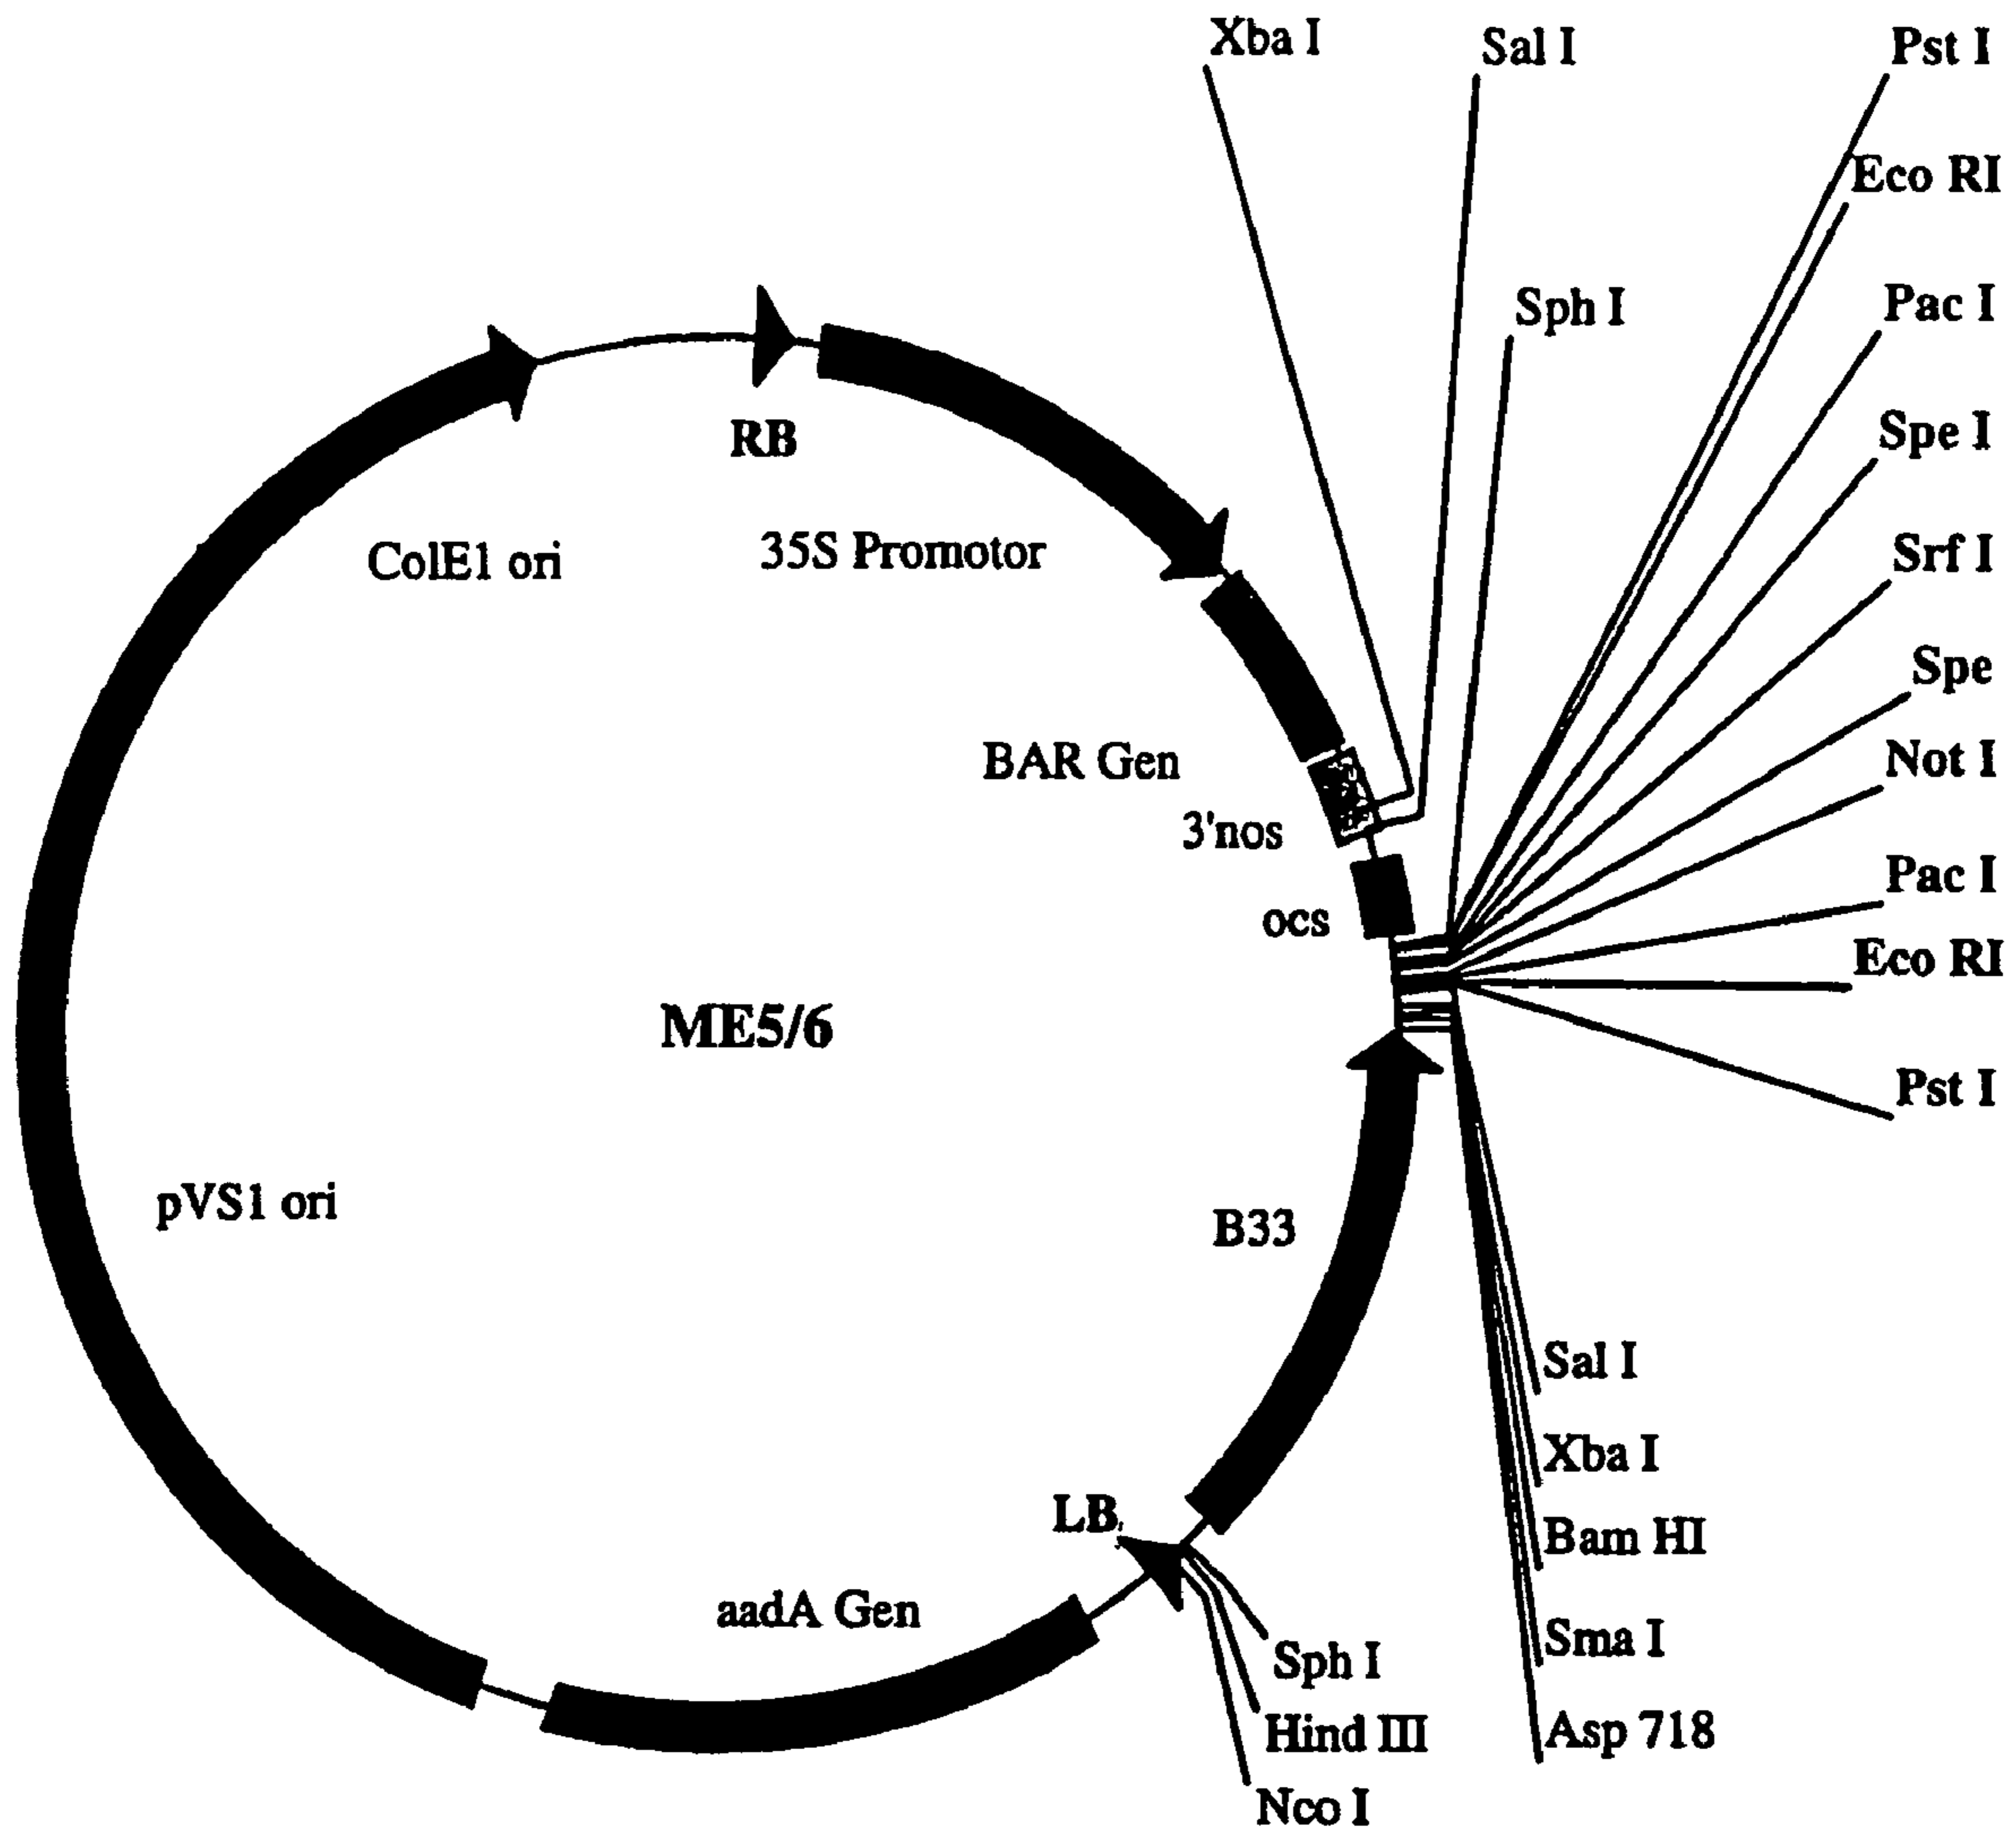 Xba I
Sal I
Pst I
Eco RI
Sph I
Pac I
Spe I
RB
Srf I
ColE1 ori
35S Promotor
Spe
Not I
BAR Gen
3'nos
Pac I
ocs
Eco RI
ME5/6
Pst I
pVS1 ori
B33
Sal I
Xba I
LB
Bam HI
aadA Gen
Sma I
Sph I
Hind III
Asp 718
Nco I